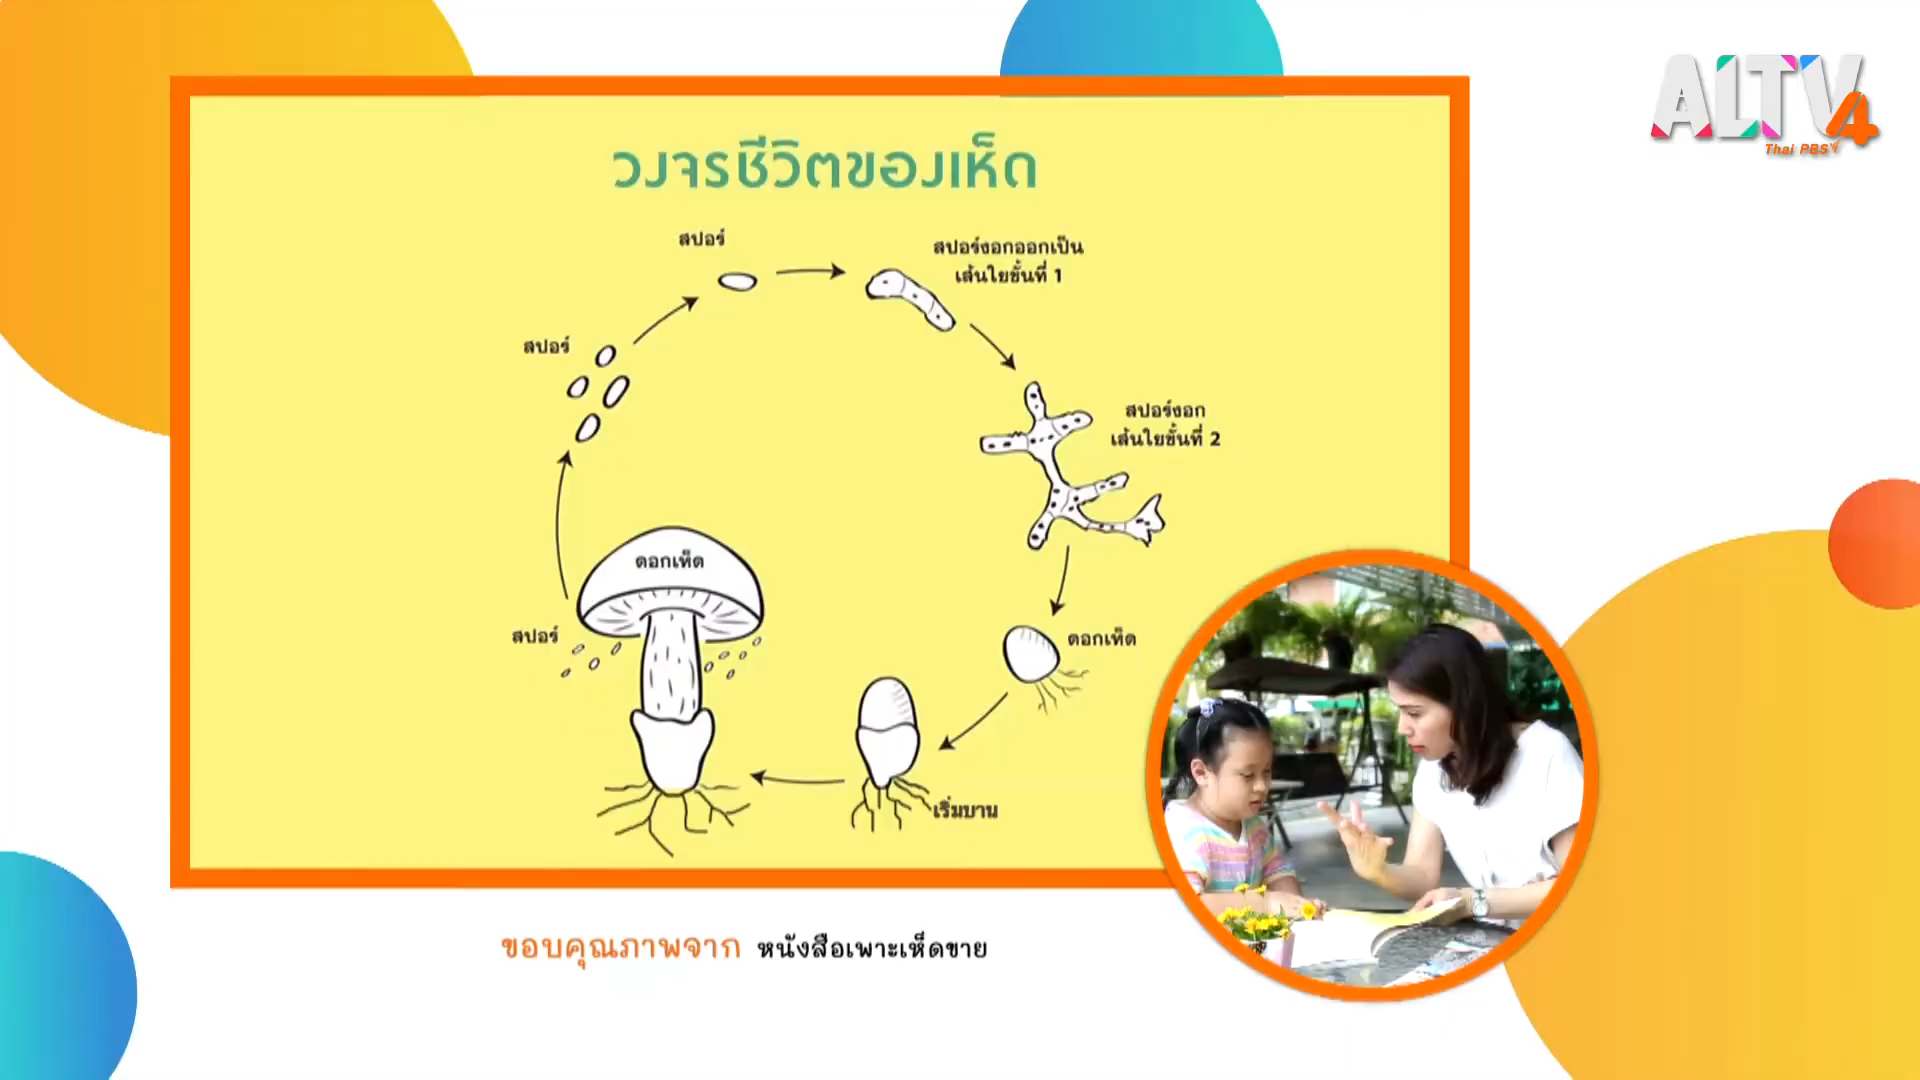 ALTV4
Thai PBS
วงจรชีวิตของเห็ด
สปอร์
สปอร์งอกออกเป็น
เส้นใยขั้นที่ 1
สปอร์
สปอร์งอก
เส้นใยขั้นที่ 2
ดอกเห็ด
สปอร์
ดอกเห็ด
เริ่มบาน
ขอบคุณภาพจาก หนังสือเพาะเห็ดขาย